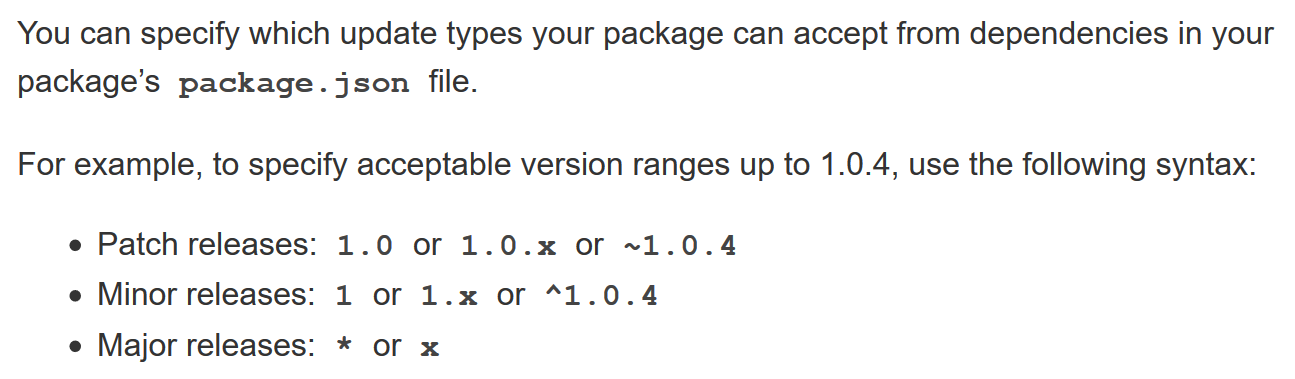 You can specify which update types your package can accept from dependencies in your
package’s package.json file.
For example, to specify acceptable version ranges up to 1.0.4, use the following syntax:
• Patch releases: 1.0 or 1.0.x or ~1.0.4
• Minor releases: 1 or 1.x or ^1.0.4
• Major releases: * or x